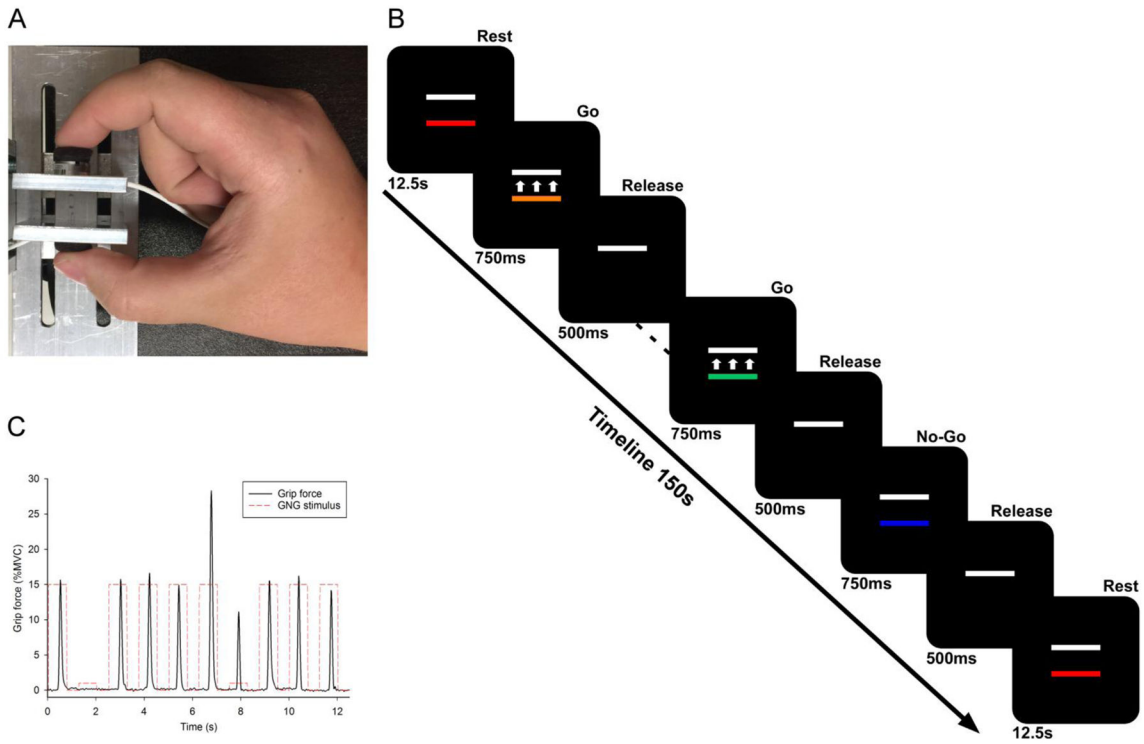 A
B
Rest
12.5s
Go
750ms
Release
500ms
Go
750ms
Release
500ms
No-Go
750ms
Release
500ms
Rest
12.5s
Timeline 150s
C
Grip force
GNG stimulus
Grip force (%MVC)
30
25
20
15
10
5
0
0 2 4 6 8 10 12
Time (s)